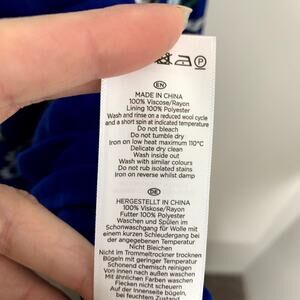 EN
MADE IN CHINA
100% Viscose/Rayon
Lining 100% Polyester
Wash and rinse on a reduced wool cycle
and a short spin at indicated temperature
Do not bleach
Do not tumble dry
Iron on low heat maximum 110°C
Delicate dry clean
Wash inside out
Wash with similar colours
Do not rub isolated stains
Iron on reverse whilst damp
DE
HERGESTELLT IN CHINA
100% Viskose/Rayon
Futter 100% Polyester
Waschen und Spülen im
Schonwaschgang für Wolle mit
einem kurzen Schleudergang bei
der angegebenen Temperatur
Nicht Bleichen
Nicht im Trommeltrockner trocknen
Bügeln mit geringer Temperatur
Schonend chemisch reinigen
Von innen nach außen waschen
Mit ähnlichen Farben waschen
Flecken nicht scheuern
Auf der Innenseite bügeln,
bei feuchtem Zustand